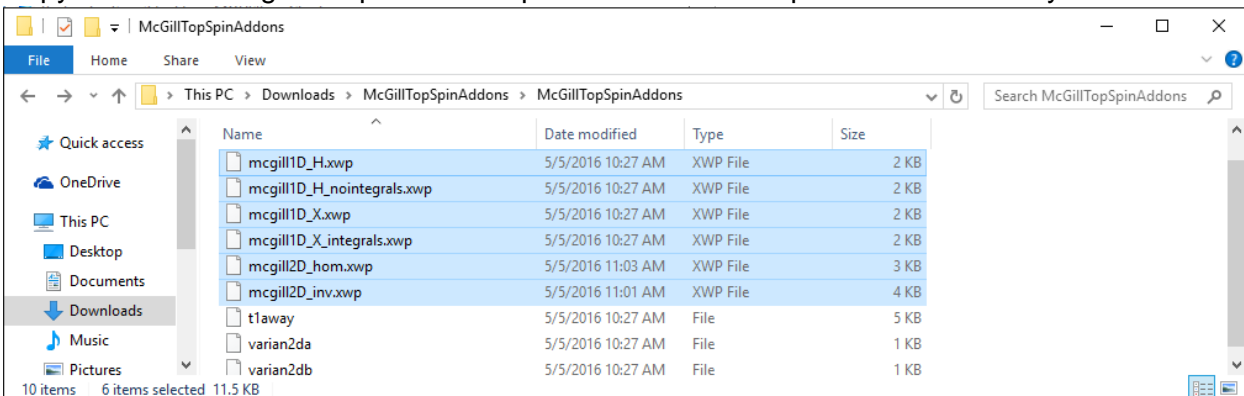 McGillTopSpinAddons
File Home Share View
This PC > Downloads > McGillTopSpinAddons > McGillTopSpinAddons
Search McGillTopSpinAddons
Quick access
OneDrive
This PC
Desktop
Documents
Downloads
Music
Pictures
Name Date modified Type Size
mcgill1D_H.xwp 5/5/2016 10:27 AM XWP File 2 KB
mcgill1D_H_nointegrals.xwp 5/5/2016 10:27 AM XWP File 2 KB
mcgill1D_X.xwp 5/5/2016 10:27 AM XWP File 2 KB
mcgill1D_X_integrals.xwp 5/5/2016 10:27 AM XWP File 2 KB
mcgill2D_hom.xwp 5/5/2016 11:03 AM XWP File 3 KB
mcgill2D_inv.xwp 5/5/2016 11:01 AM XWP File 4 KB
t1away 5/5/2016 10:27 AM File 5 KB
varian2da 5/5/2016 10:27 AM File 1 KB
varian2db 5/5/2016 10:27 AM File 1 KB
10 items 6 items selected 11.5 KB